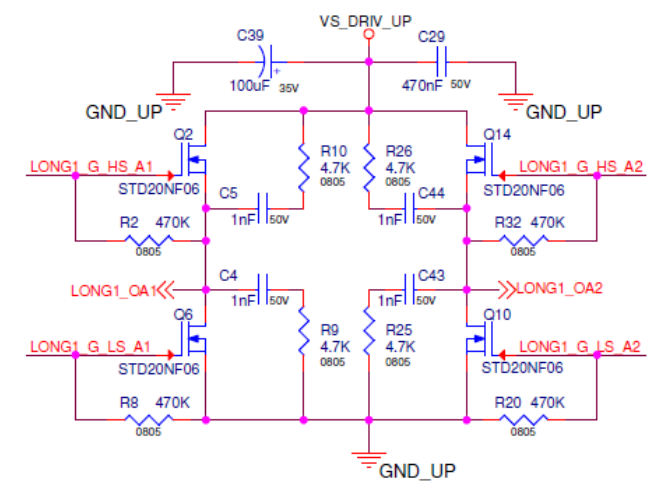 VS_DRIV_UP
C39
C29
100uF 35V
470nF 50V
GND_UP
GND_UP
Q2
Q14
R10
4.7K
0805
R26
4.7K
0805
LONG1_G_HS_A1
LONG1_G_HS_A2
STD20NF06
STD20NF06
C5
1nF 50V
C44
1nF 50V
R2 470K
0805
R32 470K
0805
LONG1_OA1
LONG1_OA2
C4
1nF 50V
C43
1nF 50V
Q6
Q10
R9
4.7K
0805
R25
4.7K
0805
LONG1_G_LS_A1
LONG1_G_LS_A2
STD20NF06
STD20NF06
R8 470K
0805
R20 470K
0805
GND_UP